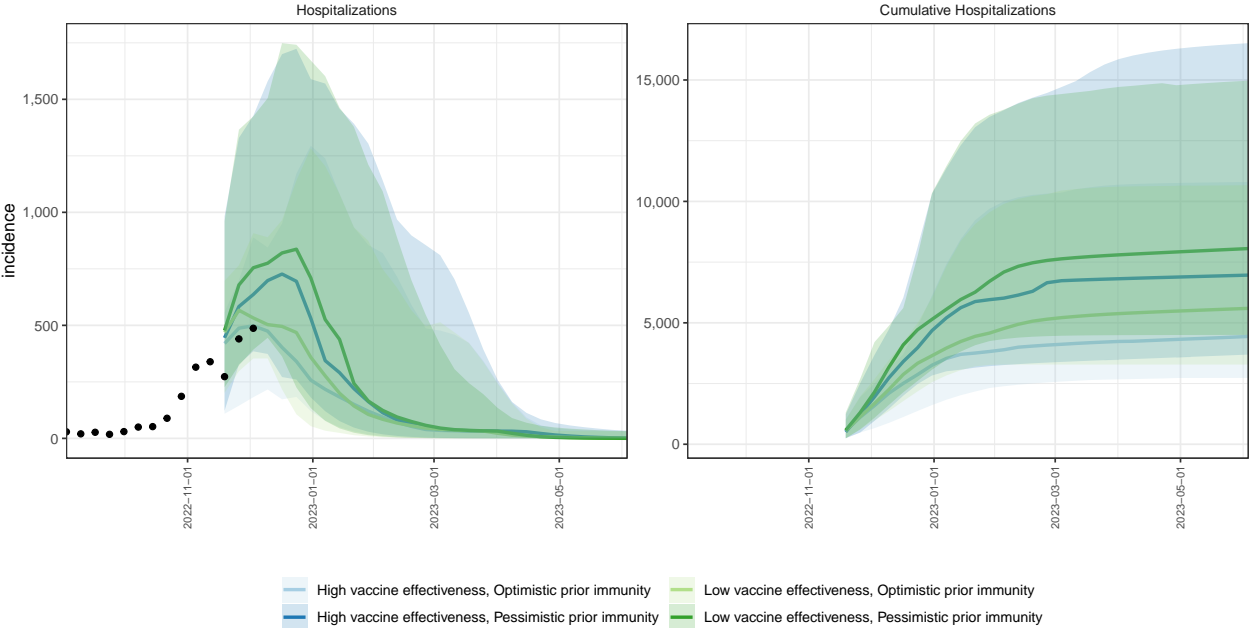 Hospitalizations
Cumulative Hospitalizations
incidence
1,500
1,000
500
0
15,000
10,000
5,000
0
2022−11−01
2023−01−01
2023−03−01
2023−05−01
2022−11−01
2023−01−01
2023−03−01
2023−05−01
High vaccine effectiveness, Optimistic prior immunity
Low vaccine effectiveness, Optimistic prior immunity
High vaccine effectiveness, Pessimistic prior immunity
Low vaccine effectiveness, Pessimistic prior immunity